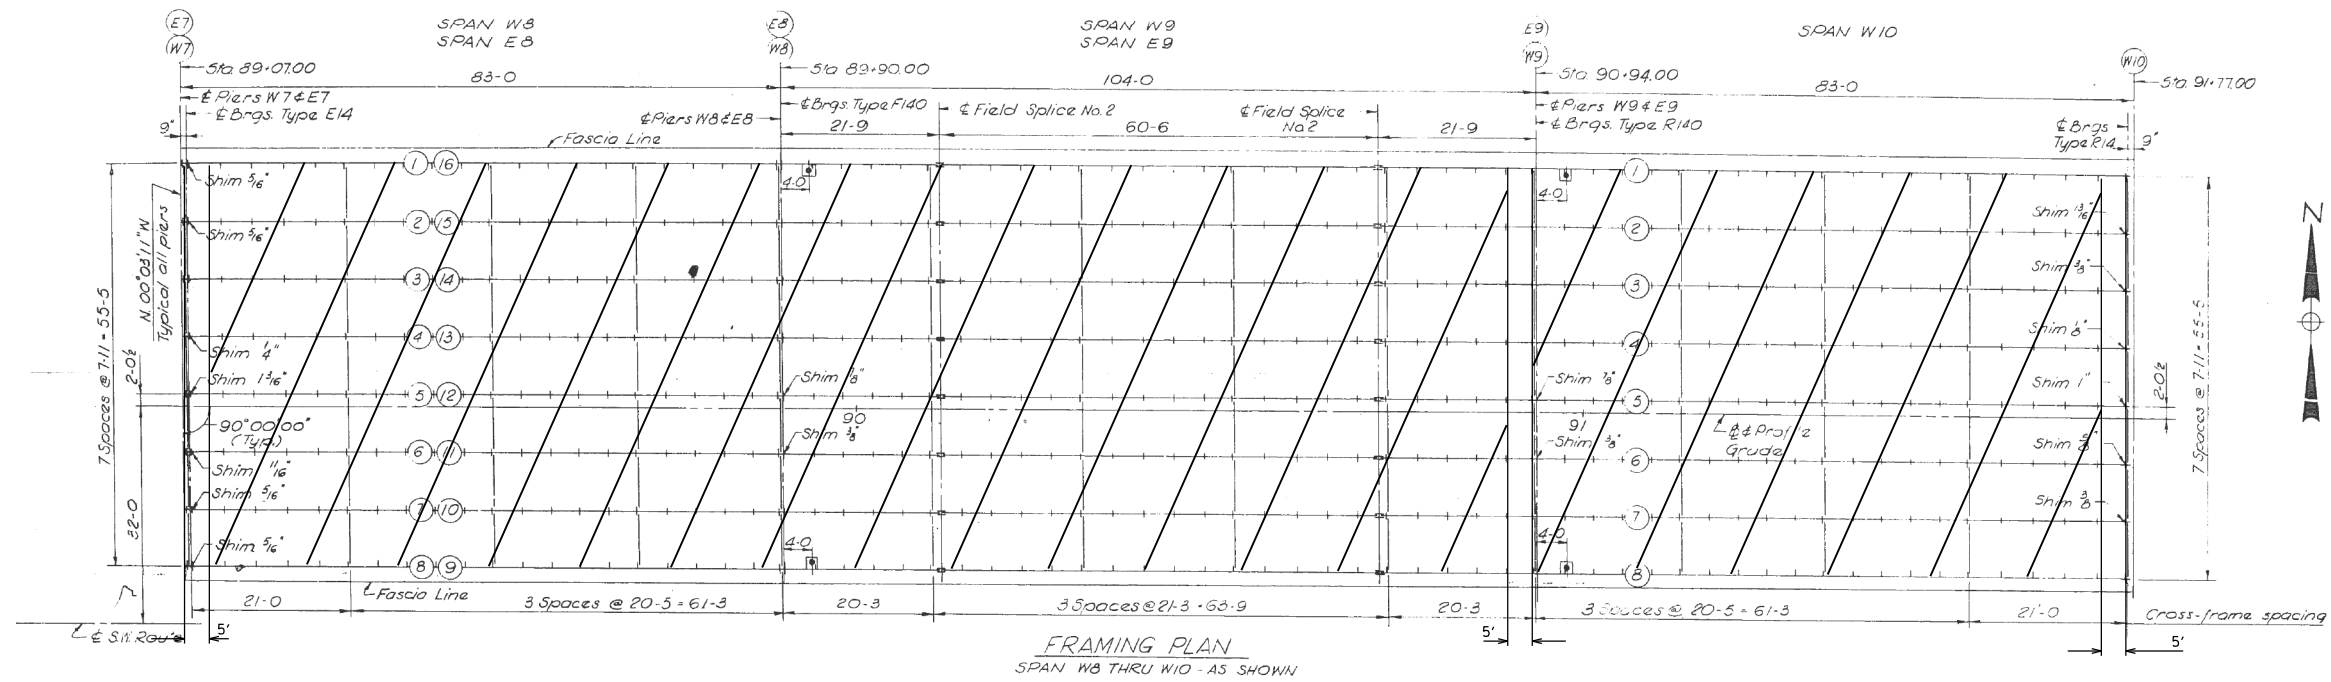 E7
W7
SPAN W8
SPAN E8
E8
W8
SPAN W9
SPAN E9
E9
W9
SPAN W10
W10
Sta. 89+07.00
83-0
Sta 89+90.00
104-0
Sta. 90+94.00
83-0
Sta. 91+77.00
℄ Piers W7 & E7
℄ Brgs. Type E14
9"
℄ Piers W8 & E8
℄ Brgs. Type F140
21-9
℄ Field Splice No. 2
60-6
℄ Field Splice
No 2
21-9
℄ Piers W9 & E9
℄ Brgs. Type R140
℄ Brgs
Type R14
9"
Fascia Line
1 16
2 15
3 14
4 13
5 12
6 11
7 10
8 9
Shim 5/16"
Shim 5/16"
Shim 1/4"
Shim 1 3/16"
90°00'00"
(Typ.)
Shim 11/16"
Shim 5/16"
Shim 5/16"
N. 00°03'11" W
Typical all piers
7 Spaces @ 7-11 = 55-5
2-0½
32-0
4-0
Shim 7/8"
90
Shim 3/8"
4-0
4-0
Shim 7/8"
91
Shim 3/8"
4-0
1
2
3
4
5
6
7
8
℄ & Profile
Grade
Shim 3/8"
Shim 1/8"
Shim 1"
Shim 3/8
2-0½
7 Spaces @ 7-11 = 55-5
N
Fascia Line
21-0
3 Spaces @ 20-5 = 61-3
20-3
3 Spaces @ 21-3 = 63-9
20-3
3 Spaces @ 20-5 = 61-3
21-0
Cross-frame spacing
℄ S.W. Route
5'
5'
5'
FRAMING PLAN
SPAN W8 THRU W10 - AS SHOWN